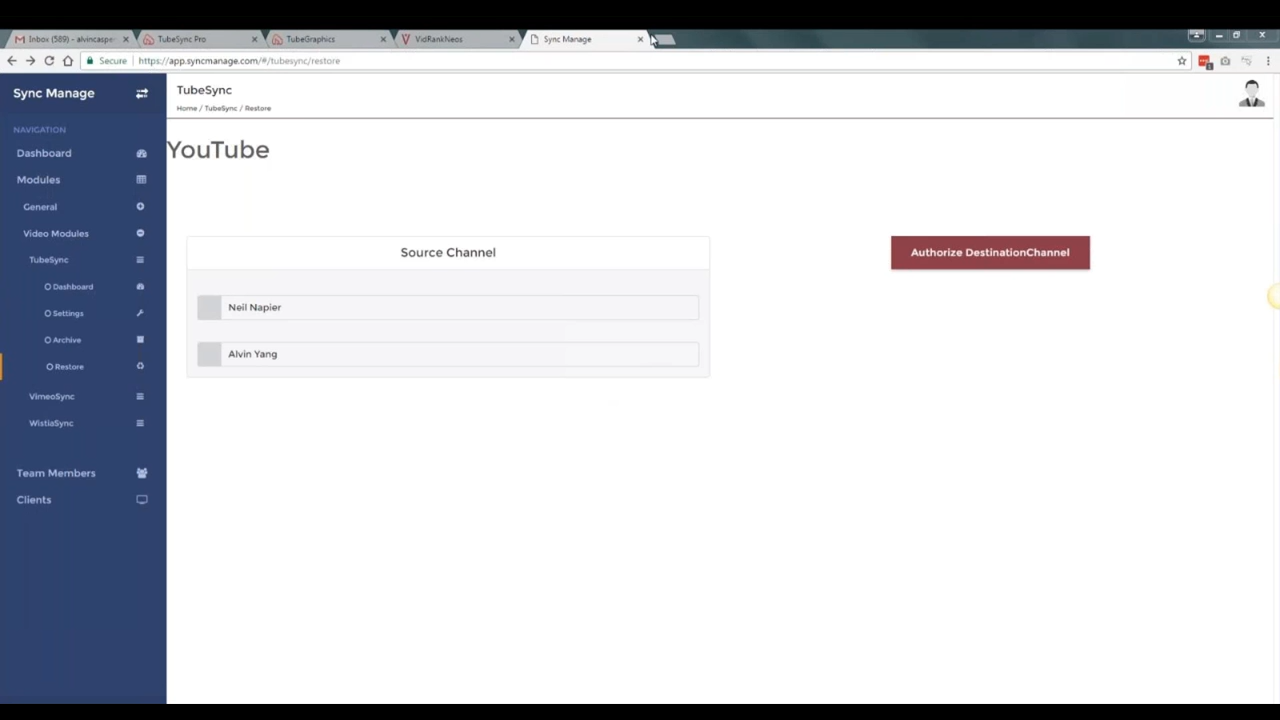 Inbox (589) - alvincasper
TubeSync Pro
TubeGraphics
VidRankNeos
Sync Manage
Secure
https://app.syncmanage.com/#/tubesync/restore
Sync Manage
TubeSync
Home / TubeSync / Restore
NAVIGATION
Dashboard
Modules
General
Video Modules
TubeSync
Dashboard
Settings
Archive
Restore
VimeoSync
WistiaSync
Team Members
Clients
YouTube
Source Channel
Neil Napier
Alvin Yang
Authorize DestinationChannel